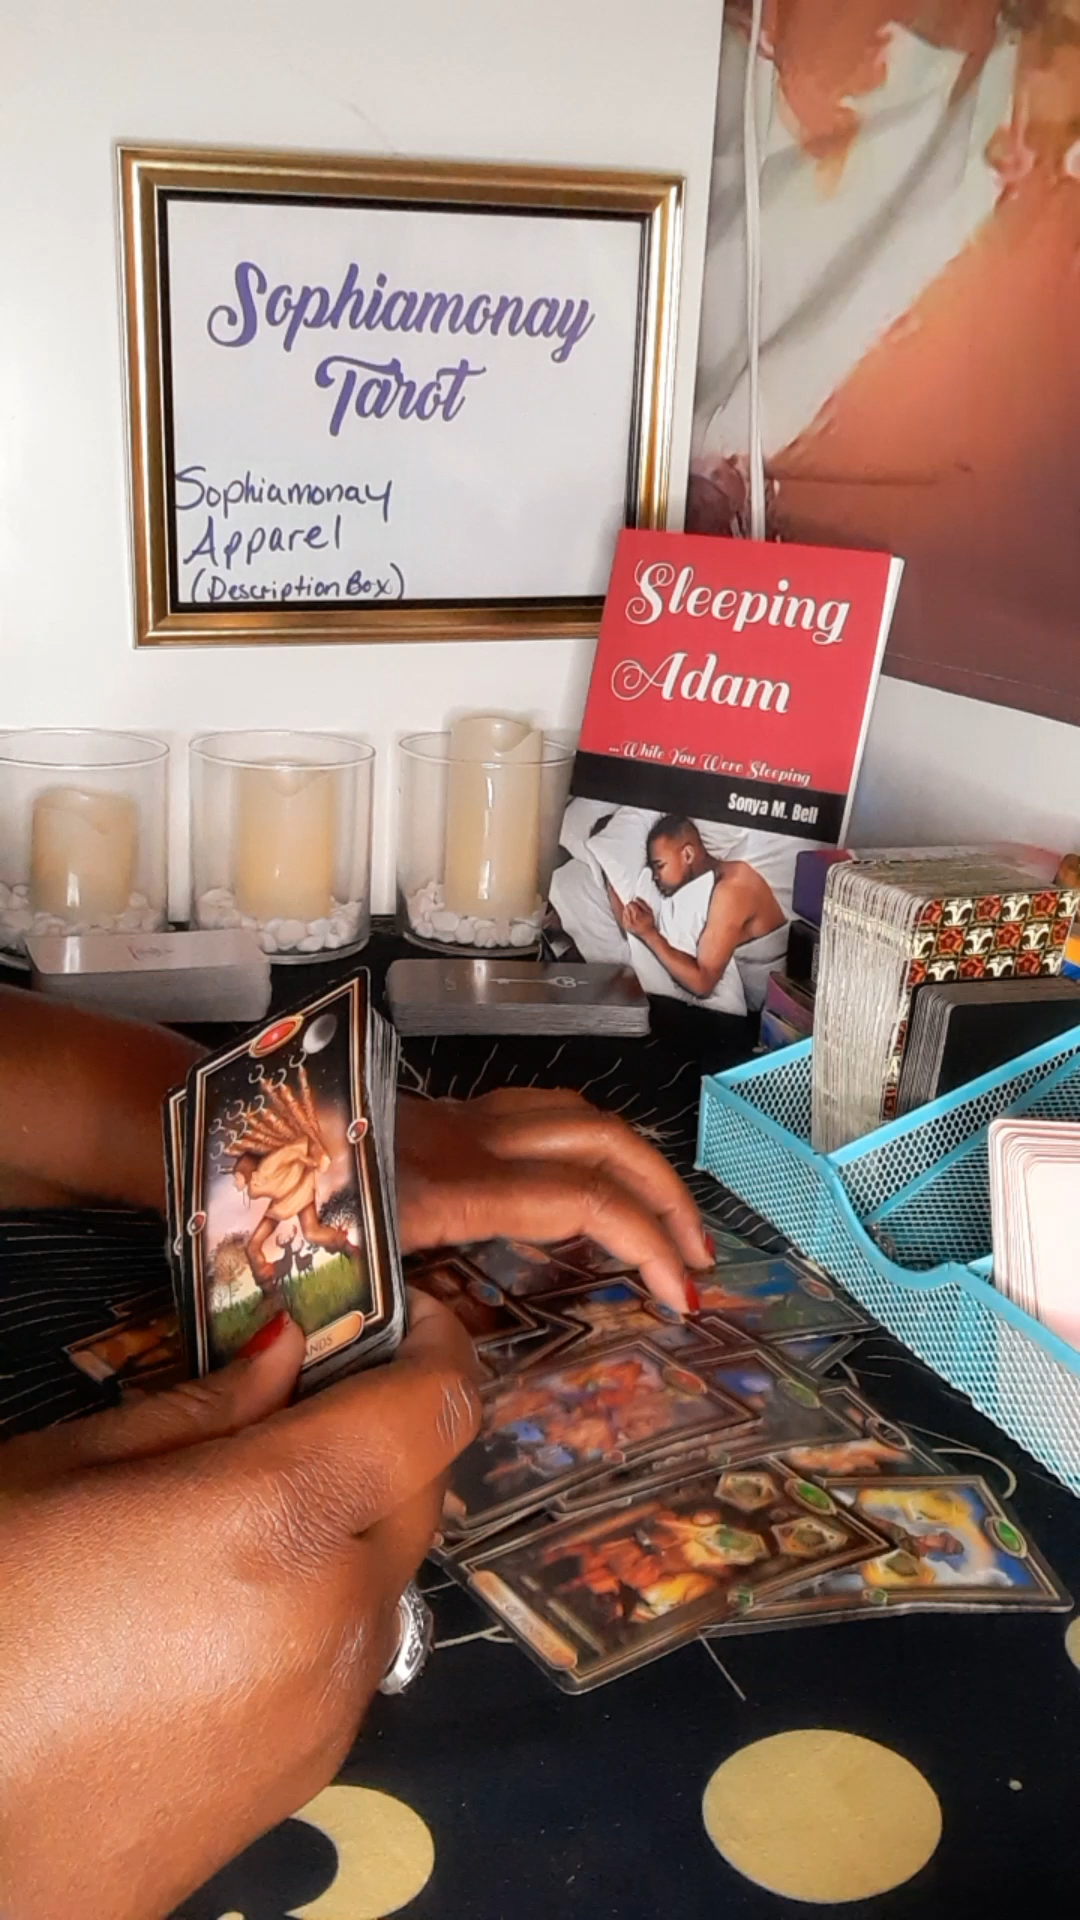 Sophiamonay
Tarot
Sophiamonay
Apparel
(Description Box)
Sleeping
Adam
...While You Were Sleeping
Sonya M. Bell